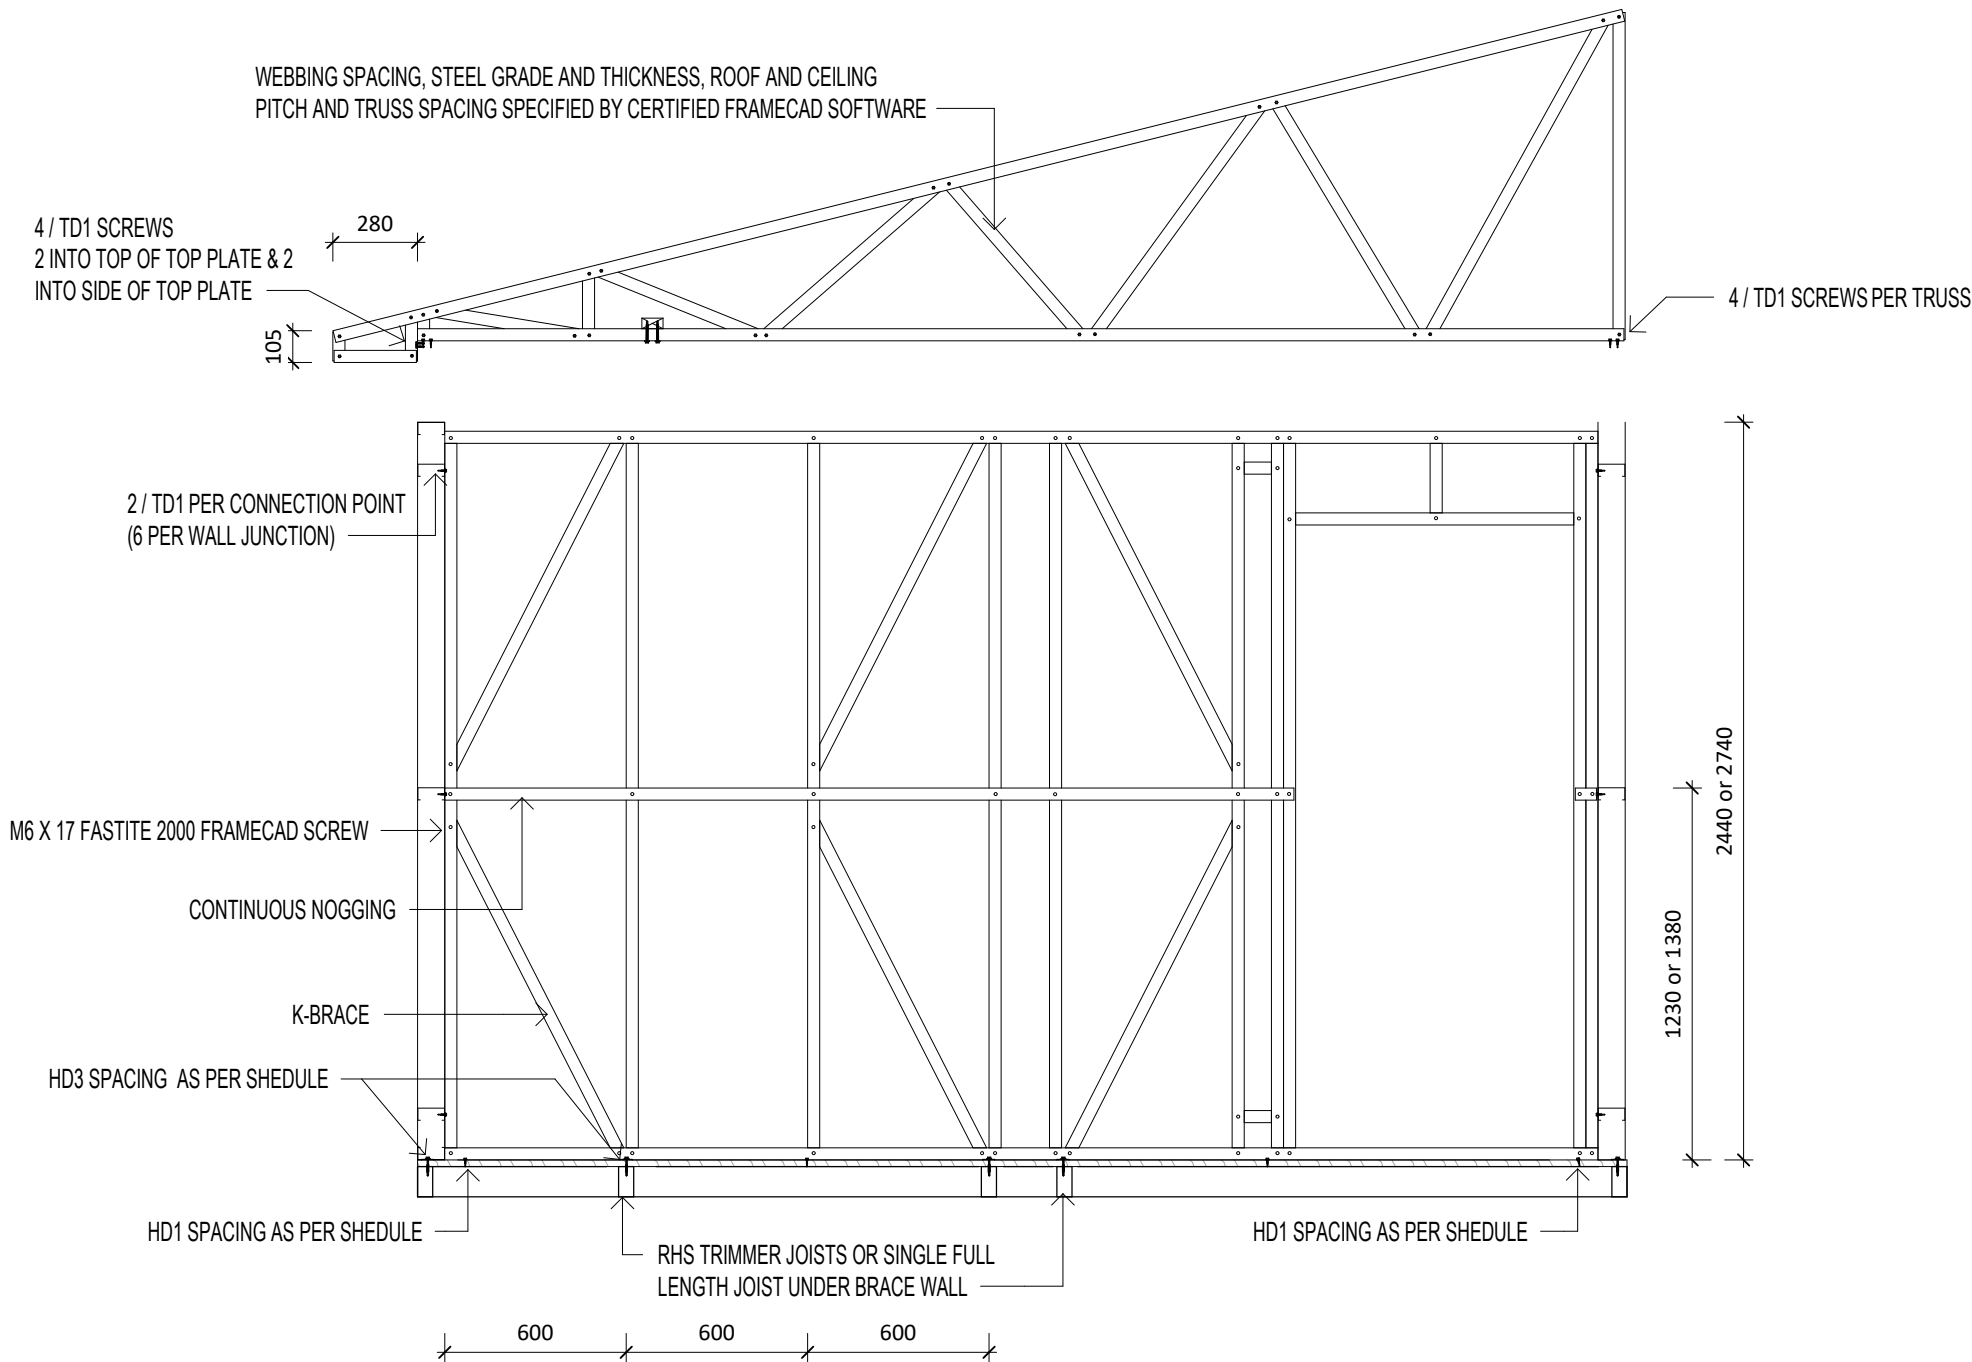 WEBBING SPACING, STEEL GRADE AND THICKNESS, ROOF AND CEILING
PITCH AND TRUSS SPACING SPECIFIED BY CERTIFIED FRAMECAD SOFTWARE
4 / TD1 SCREWS
2 INTO TOP OF TOP PLATE & 2
INTO SIDE OF TOP PLATE
280
105
4 / TD1 SCREWS PER TRUSS
2 / TD1 PER CONNECTION POINT
(6 PER WALL JUNCTION)
M6 X 17 FASTITE 2000 FRAMECAD SCREW
CONTINUOUS NOGGING
K-BRACE
HD3 SPACING AS PER SHEDULE
2440 or 2740
1230 or 1380
HD1 SPACING AS PER SHEDULE
HD1 SPACING AS PER SHEDULE
RHS TRIMMER JOISTS OR SINGLE FULL
LENGTH JOIST UNDER BRACE WALL
600
600
600